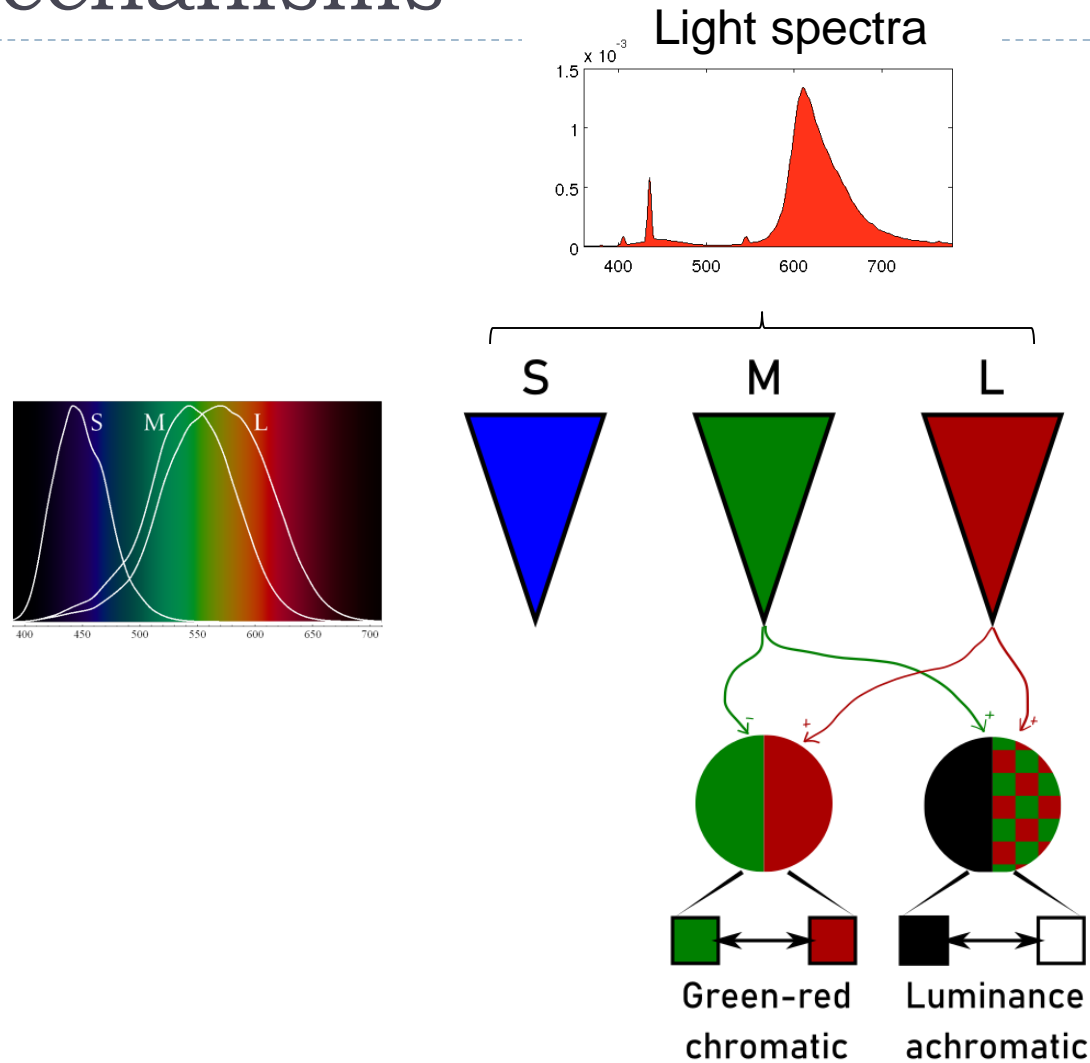 Light spectra
x 10-3
1.5
1
0.5
0
400 500 600 700
S M L
S M L
400 450 500 550 600 650 700
- + + +
Green-red Luminance
chromatic achromatic